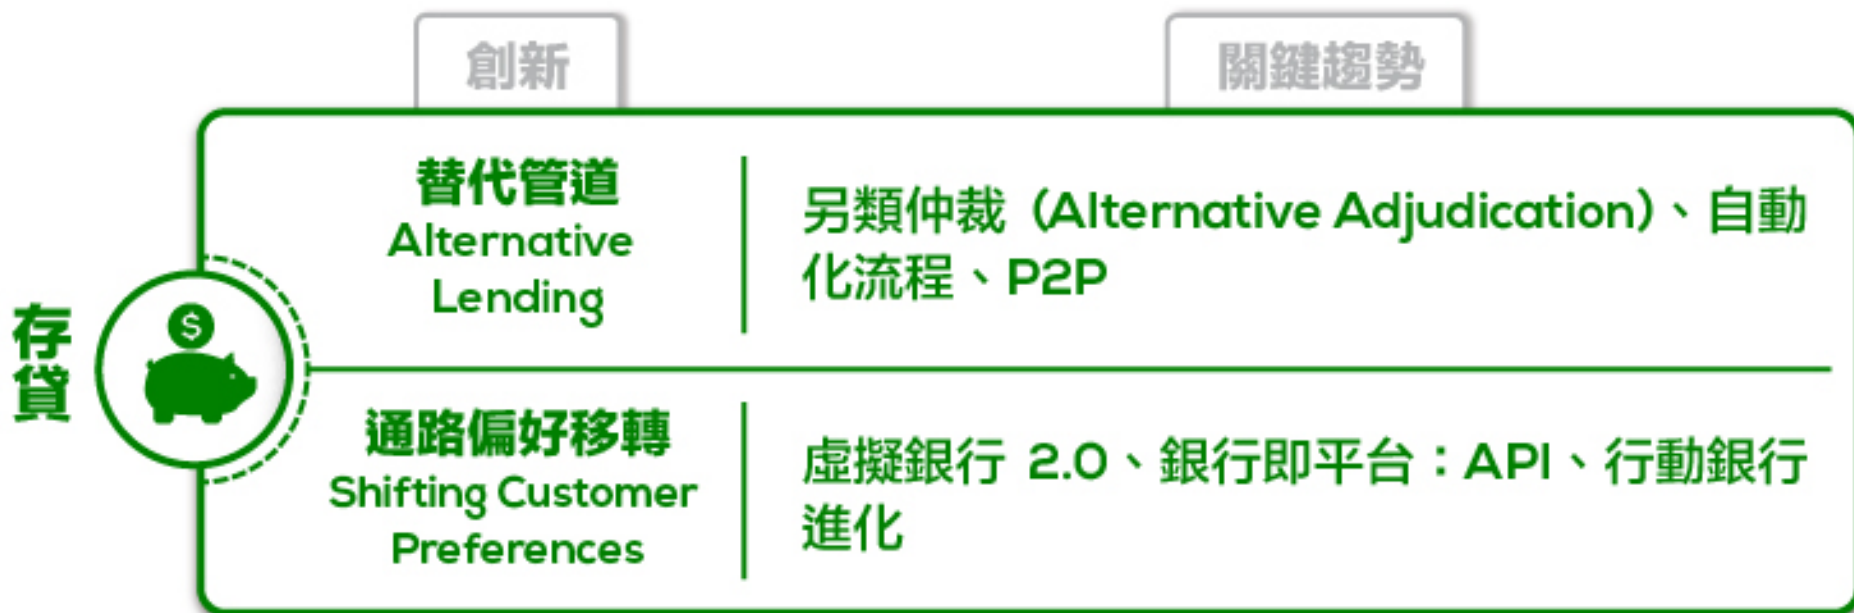 創新
關鍵趨勢
存貸
$
替代管道
Alternative
Lending
另類仲裁 (Alternative Adjudication)、自動
化流程、P2P
通路偏好移轉
Shifting Customer
Preferences
虛擬銀行 2.0、銀行即平台：API、行動銀行
進化